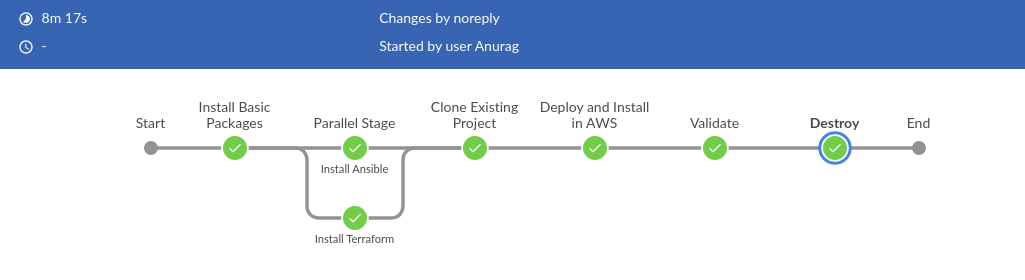 8m 17s
Changes by noreply
-
Started by user Anurag
Start
Install Basic
Packages
Parallel Stage
Clone Existing
Project
Deploy and Install
in AWS
Validate
Destroy
End
Install Ansible
Install Terraform